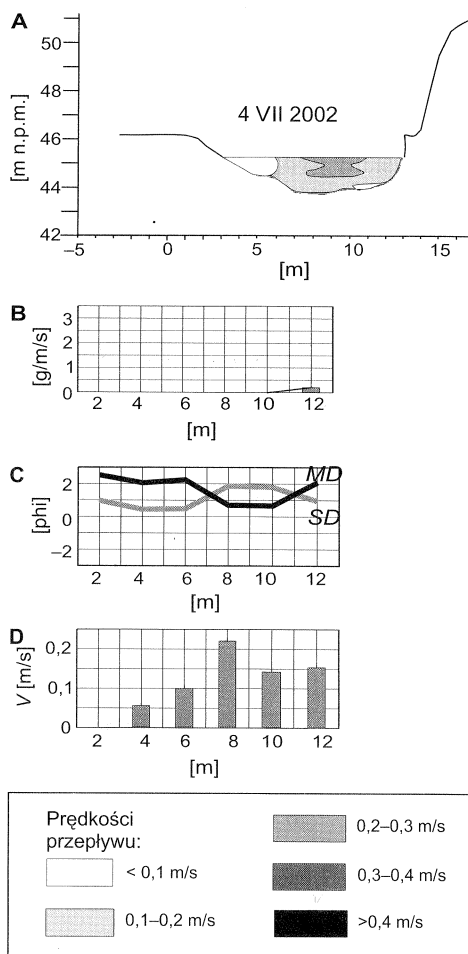 A
[m n.p.m.]
50
48
46
44
42
4 VII 2002
−5 0 5 10 15
[m]
B
[g/m/s]
3
2
1
0
2 4 6 8 10 12
[m]
C
[phi]
2
0
−2
MD
SD
2 4 6 8 10 12
[m]
D
V [m/s]
0,2
0,1
0
2 4 6 8 10 12
[m]
Prędkości
przepływu:
< 0,1 m/s
0,1–0,2 m/s
0,2–0,3 m/s
0,3–0,4 m/s
>0,4 m/s